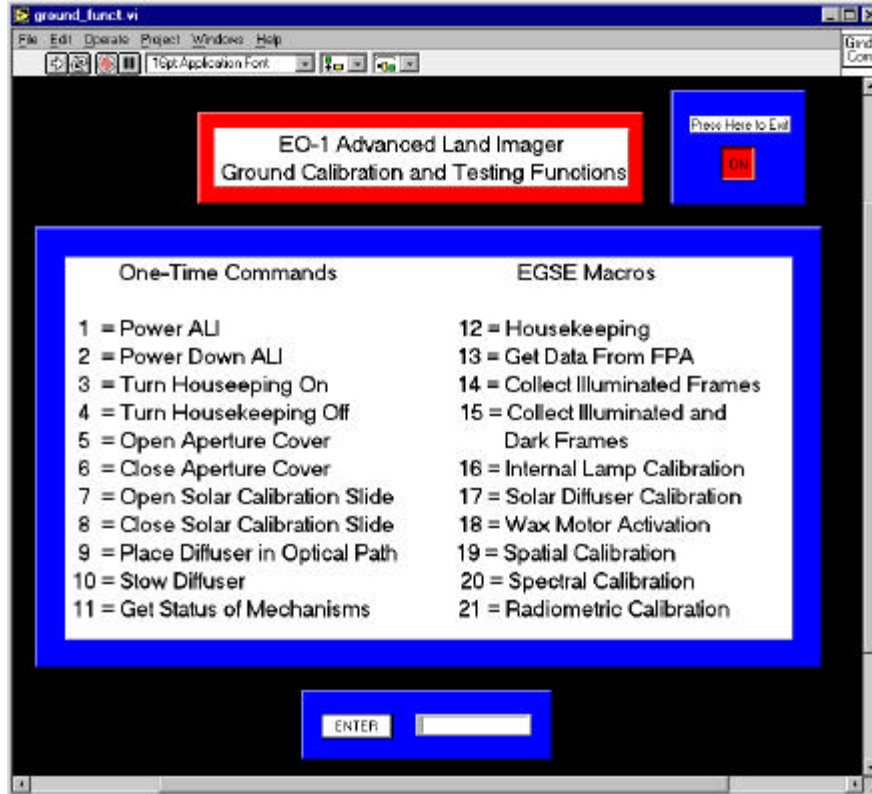 ground_funct.vi
File Edit Operate Project Windows Help
16pt Application Font
Press Here to Exit
ON
EO-1 Advanced Land Imager
Ground Calibration and Testing Functions
One-Time Commands
1 = Power ALI
2 = Power Down ALI
3 = Turn Houseeping On
4 = Turn Housekeeping Off
5 = Open Aperture Cover
6 = Close Aperture Cover
7 = Open Solar Calibration Slide
8 = Close Solar Calibration Slide
9 = Place Diffuser in Optical Path
10 = Stow Diffuser
11 = Get Status of Mechanisms
EGSE Macros
12 = Housekeeping
13 = Get Data From FPA
14 = Collect Illuminated Frames
15 = Collect Illuminated and
Dark Frames
16 = Internal Lamp Calibration
17 = Solar Diffuser Calibration
18 = Wax Motor Activation
19 = Spatial Calibration
20 = Spectral Calibration
21 = Radiometric Calibration
ENTER